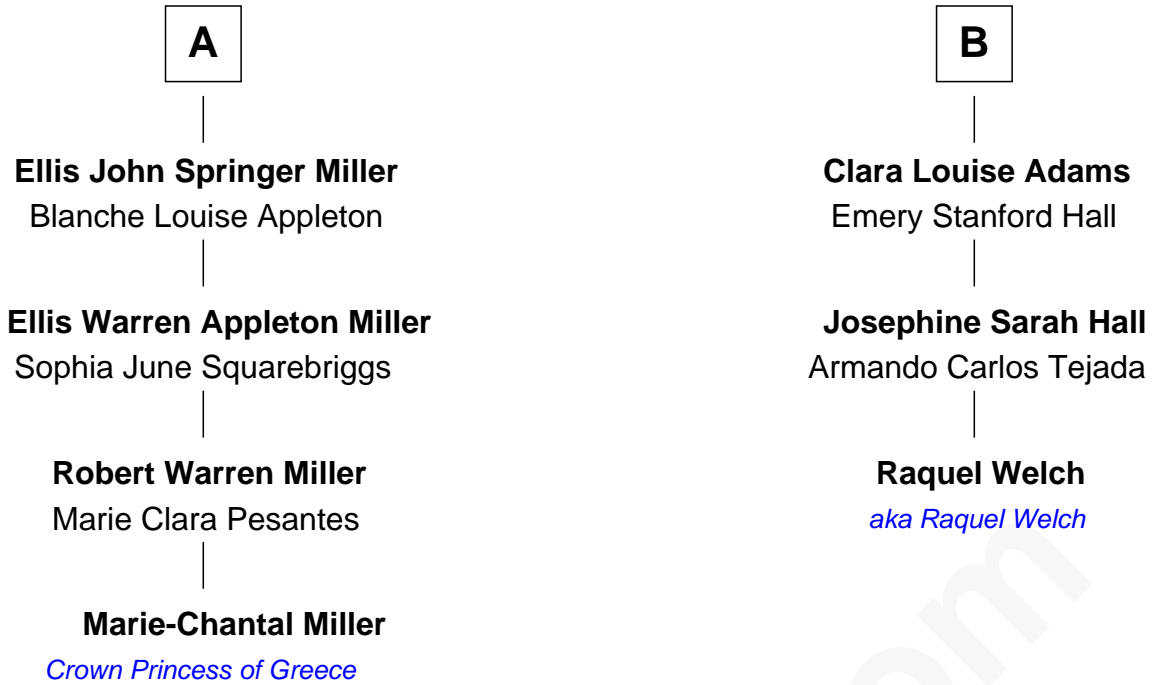 A
Ellis John Springer Miller
Blanche Louise Appleton
Ellis Warren Appleton Miller
Sophia June Squarebriggs
Robert Warren Miller
Marie Clara Pesantes
Marie-Chantal Miller
Crown Princess of Greece
B
Clara Louise Adams
Emery Stanford Hall
Josephine Sarah Hall
Armando Carlos Tejada
Raquel Welch
aka Raquel Welch
om